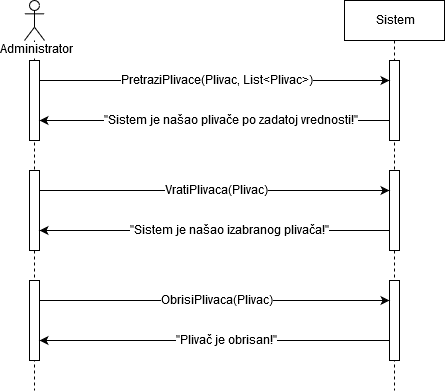 Administrator
Sistem
PretraziPlivace(Plivac, List<Plivac>)
"Sistem je našao plivače po zadatoj vrednosti!"
VratiPlivaca(Plivac)
"Sistem je našao izabranog plivača!"
ObrisiPlivaca(Plivac)
"Plivač je obrisan!"